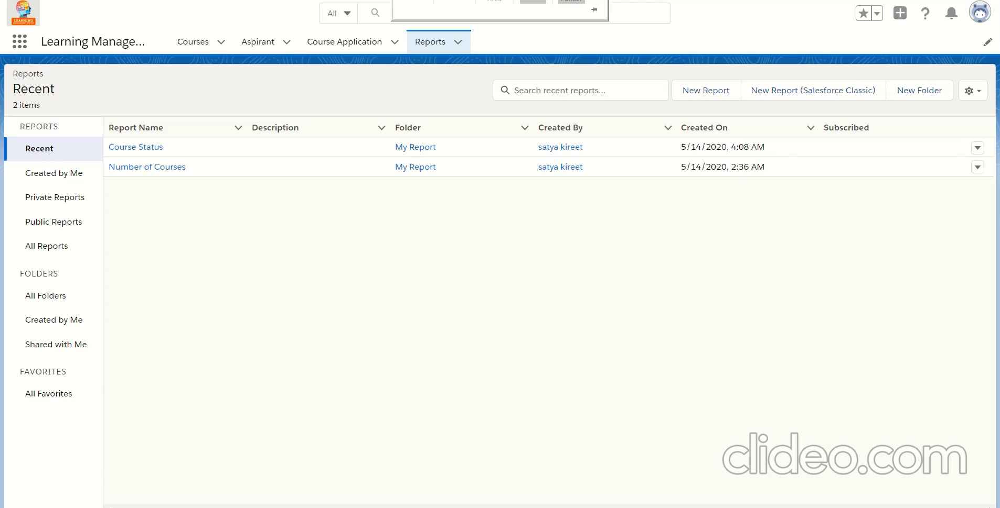 LEARNING
All
Learning Manage...
Courses
Aspirant
Course Application
Reports
Reports
Recent
2 items
Search recent reports...
New Report
New Report (Salesforce Classic)
New Folder
REPORTS
Recent
Created by Me
Private Reports
Public Reports
All Reports
FOLDERS
All Folders
Created by Me
Shared with Me
FAVORITES
All Favorites
Report Name Description Folder Created By Created On Subscribed
Course Status My Report satya kireet 5/14/2020, 4:08 AM
Number of Courses My Report satya kireet 5/14/2020, 2:36 AM
clideo.com